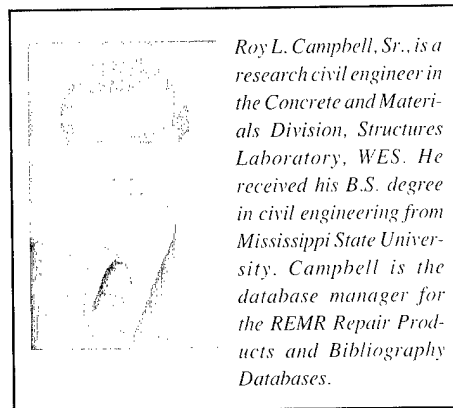 Roy L. Campbell, Sr., is a
research civil engineer in
the Concrete and Materi-
als Division, Structures
Laboratory, WES. He
received his B.S. degree
in civil engineering from
Mississippi State Univer-
sity. Campbell is the
database manager for
the REMR Repair Prod-
ucts and Bibliography
Databases.